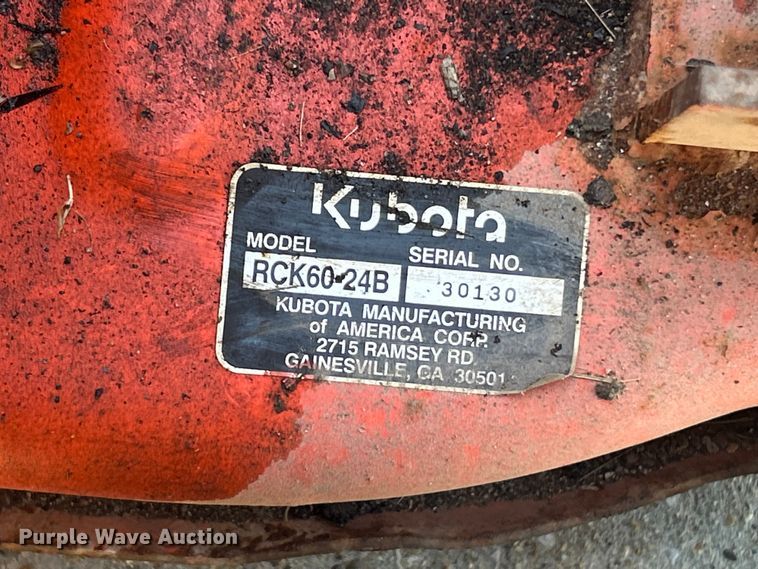 Kubota
MODEL SERIAL NO.
RCK60-24B 30130
KUBOTA MANUFACTURING
of AMERICA CORP.
2715 RAMSEY RD.
GAINESVILLE, GA 30501
Purple Wave Auction®